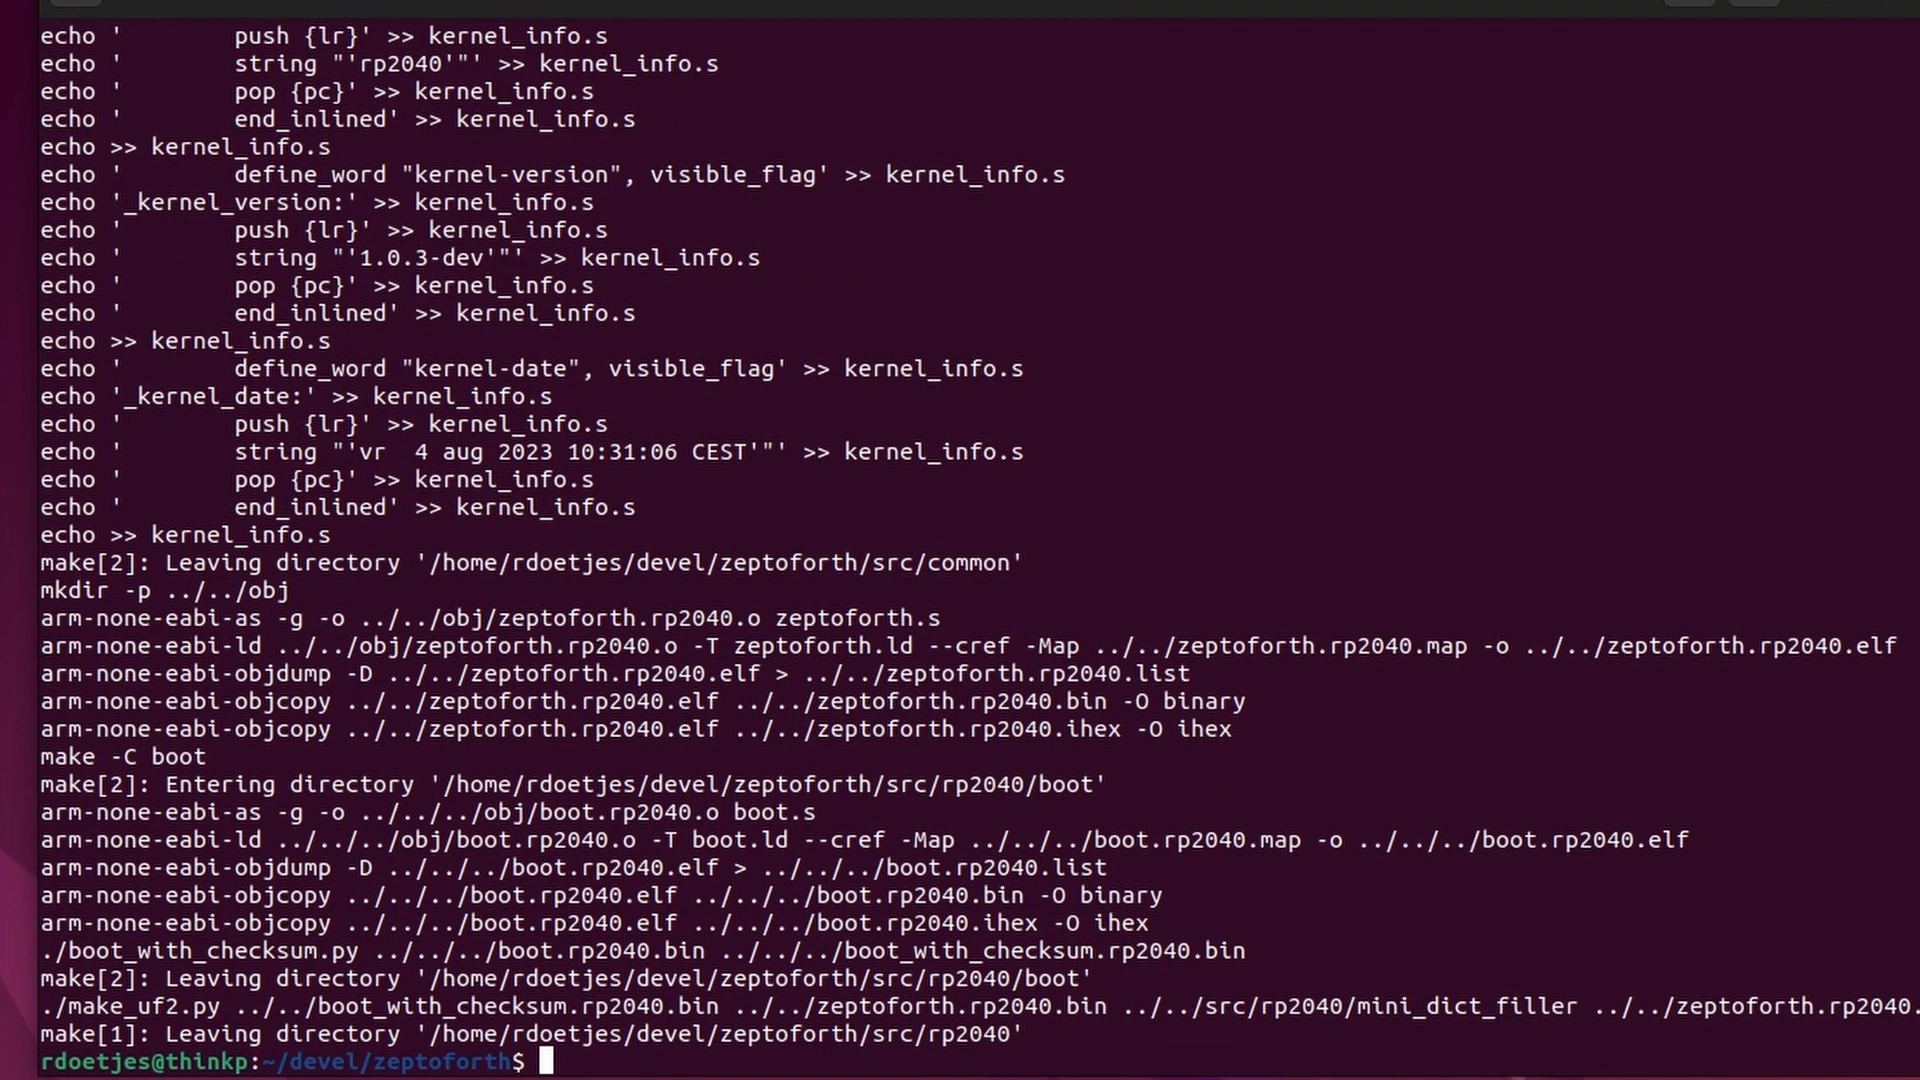 echo '        push {lr}' >> kernel_info.s
echo '        string "'rp2040'"' >> kernel_info.s
echo '        pop {pc}' >> kernel_info.s
echo '        end_inlined' >> kernel_info.s
echo >> kernel_info.s
echo '        define_word "kernel-version", visible_flag' >> kernel_info.s
echo '_kernel_version:' >> kernel_info.s
echo '        push {lr}' >> kernel_info.s
echo '        string "'1.0.3-dev'"' >> kernel_info.s
echo '        pop {pc}' >> kernel_info.s
echo '        end_inlined' >> kernel_info.s
echo >> kernel_info.s
echo '        define_word "kernel-date", visible_flag' >> kernel_info.s
echo '_kernel_date:' >> kernel_info.s
echo '        push {lr}' >> kernel_info.s
echo '        string "'vr  4 aug 2023 10:31:06 CEST'"' >> kernel_info.s
echo '        pop {pc}' >> kernel_info.s
echo '        end_inlined' >> kernel_info.s
echo >> kernel_info.s
make[2]: Leaving directory '/home/rdoetjes/devel/zeptoforth/src/common'
mkdir -p ../../obj
arm-none-eabi-as -g -o ../../obj/zeptoforth.rp2040.o zeptoforth.s
arm-none-eabi-ld ../../obj/zeptoforth.rp2040.o -T zeptoforth.ld --cref -Map ../../zeptoforth.rp2040.map -o ../../zeptoforth.rp2040.elf
arm-none-eabi-objdump -D ../../zeptoforth.rp2040.elf > ../../zeptoforth.rp2040.list
arm-none-eabi-objcopy ../../zeptoforth.rp2040.elf ../../zeptoforth.rp2040.bin -O binary
arm-none-eabi-objcopy ../../zeptoforth.rp2040.elf ../../zeptoforth.rp2040.ihex -O ihex
make -C boot
make[2]: Entering directory '/home/rdoetjes/devel/zeptoforth/src/rp2040/boot'
arm-none-eabi-as -g -o ../../../obj/boot.rp2040.o boot.s
arm-none-eabi-ld ../../../obj/boot.rp2040.o -T boot.ld --cref -Map ../../../boot.rp2040.map -o ../../../boot.rp2040.elf
arm-none-eabi-objdump -D ../../../boot.rp2040.elf > ../../../boot.rp2040.list
arm-none-eabi-objcopy ../../../boot.rp2040.elf ../../../boot.rp2040.bin -O binary
arm-none-eabi-objcopy ../../../boot.rp2040.elf ../../../boot.rp2040.ihex -O ihex
./boot_with_checksum.py ../../../boot.rp2040.bin ../../../boot_with_checksum.rp2040.bin
make[2]: Leaving directory '/home/rdoetjes/devel/zeptoforth/src/rp2040/boot'
./make_uf2.py ../../boot_with_checksum.rp2040.bin ../../zeptoforth.rp2040.bin ../../src/rp2040/mini_dict_filler ../../zeptoforth.rp2040.
make[1]: Leaving directory '/home/rdoetjes/devel/zeptoforth/src/rp2040'
rdoetjes@thinkp:~/devel/zeptoforth$